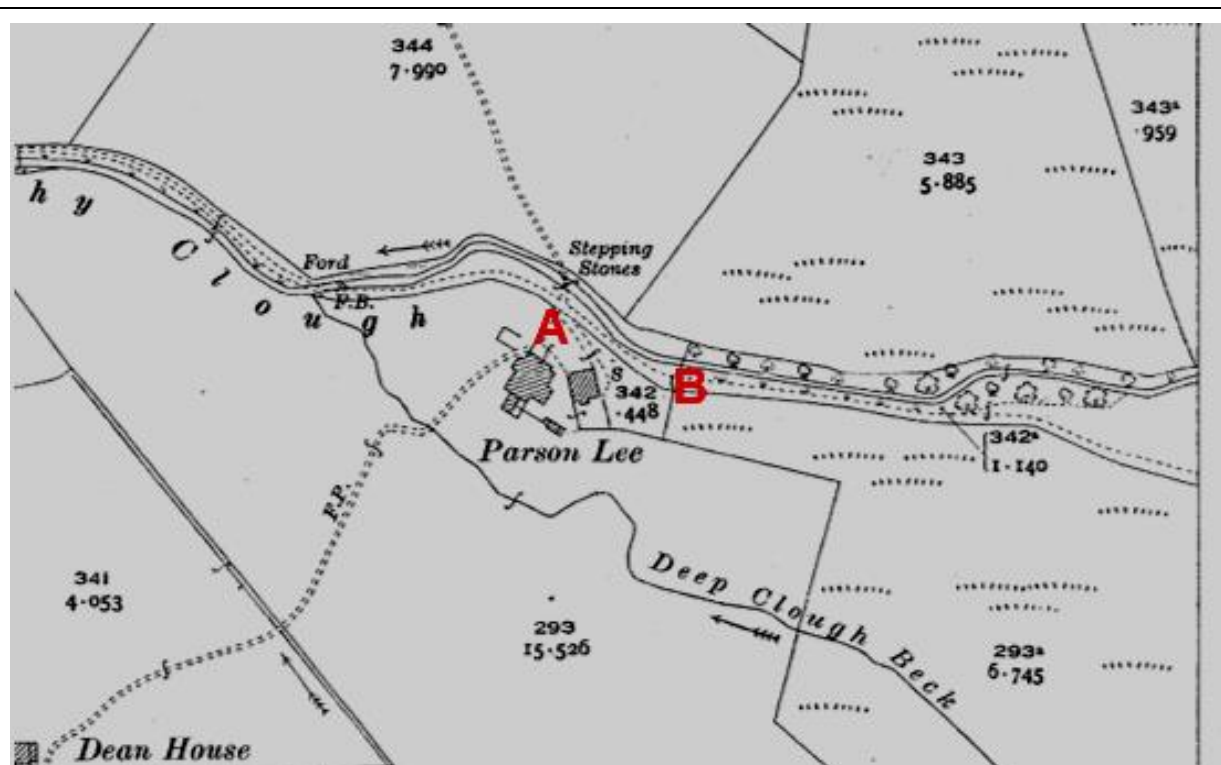 344
7·990
343ª
·959
343
5·885
h y C l o u g h
Ford
F.B.
Stepping
Stones
A
B
S
342
·448
342ª
1·140
Parson Lee
F.P.
341
4·053
293
15·526
Deep Clough Beck
293ª
6·745
Dean House